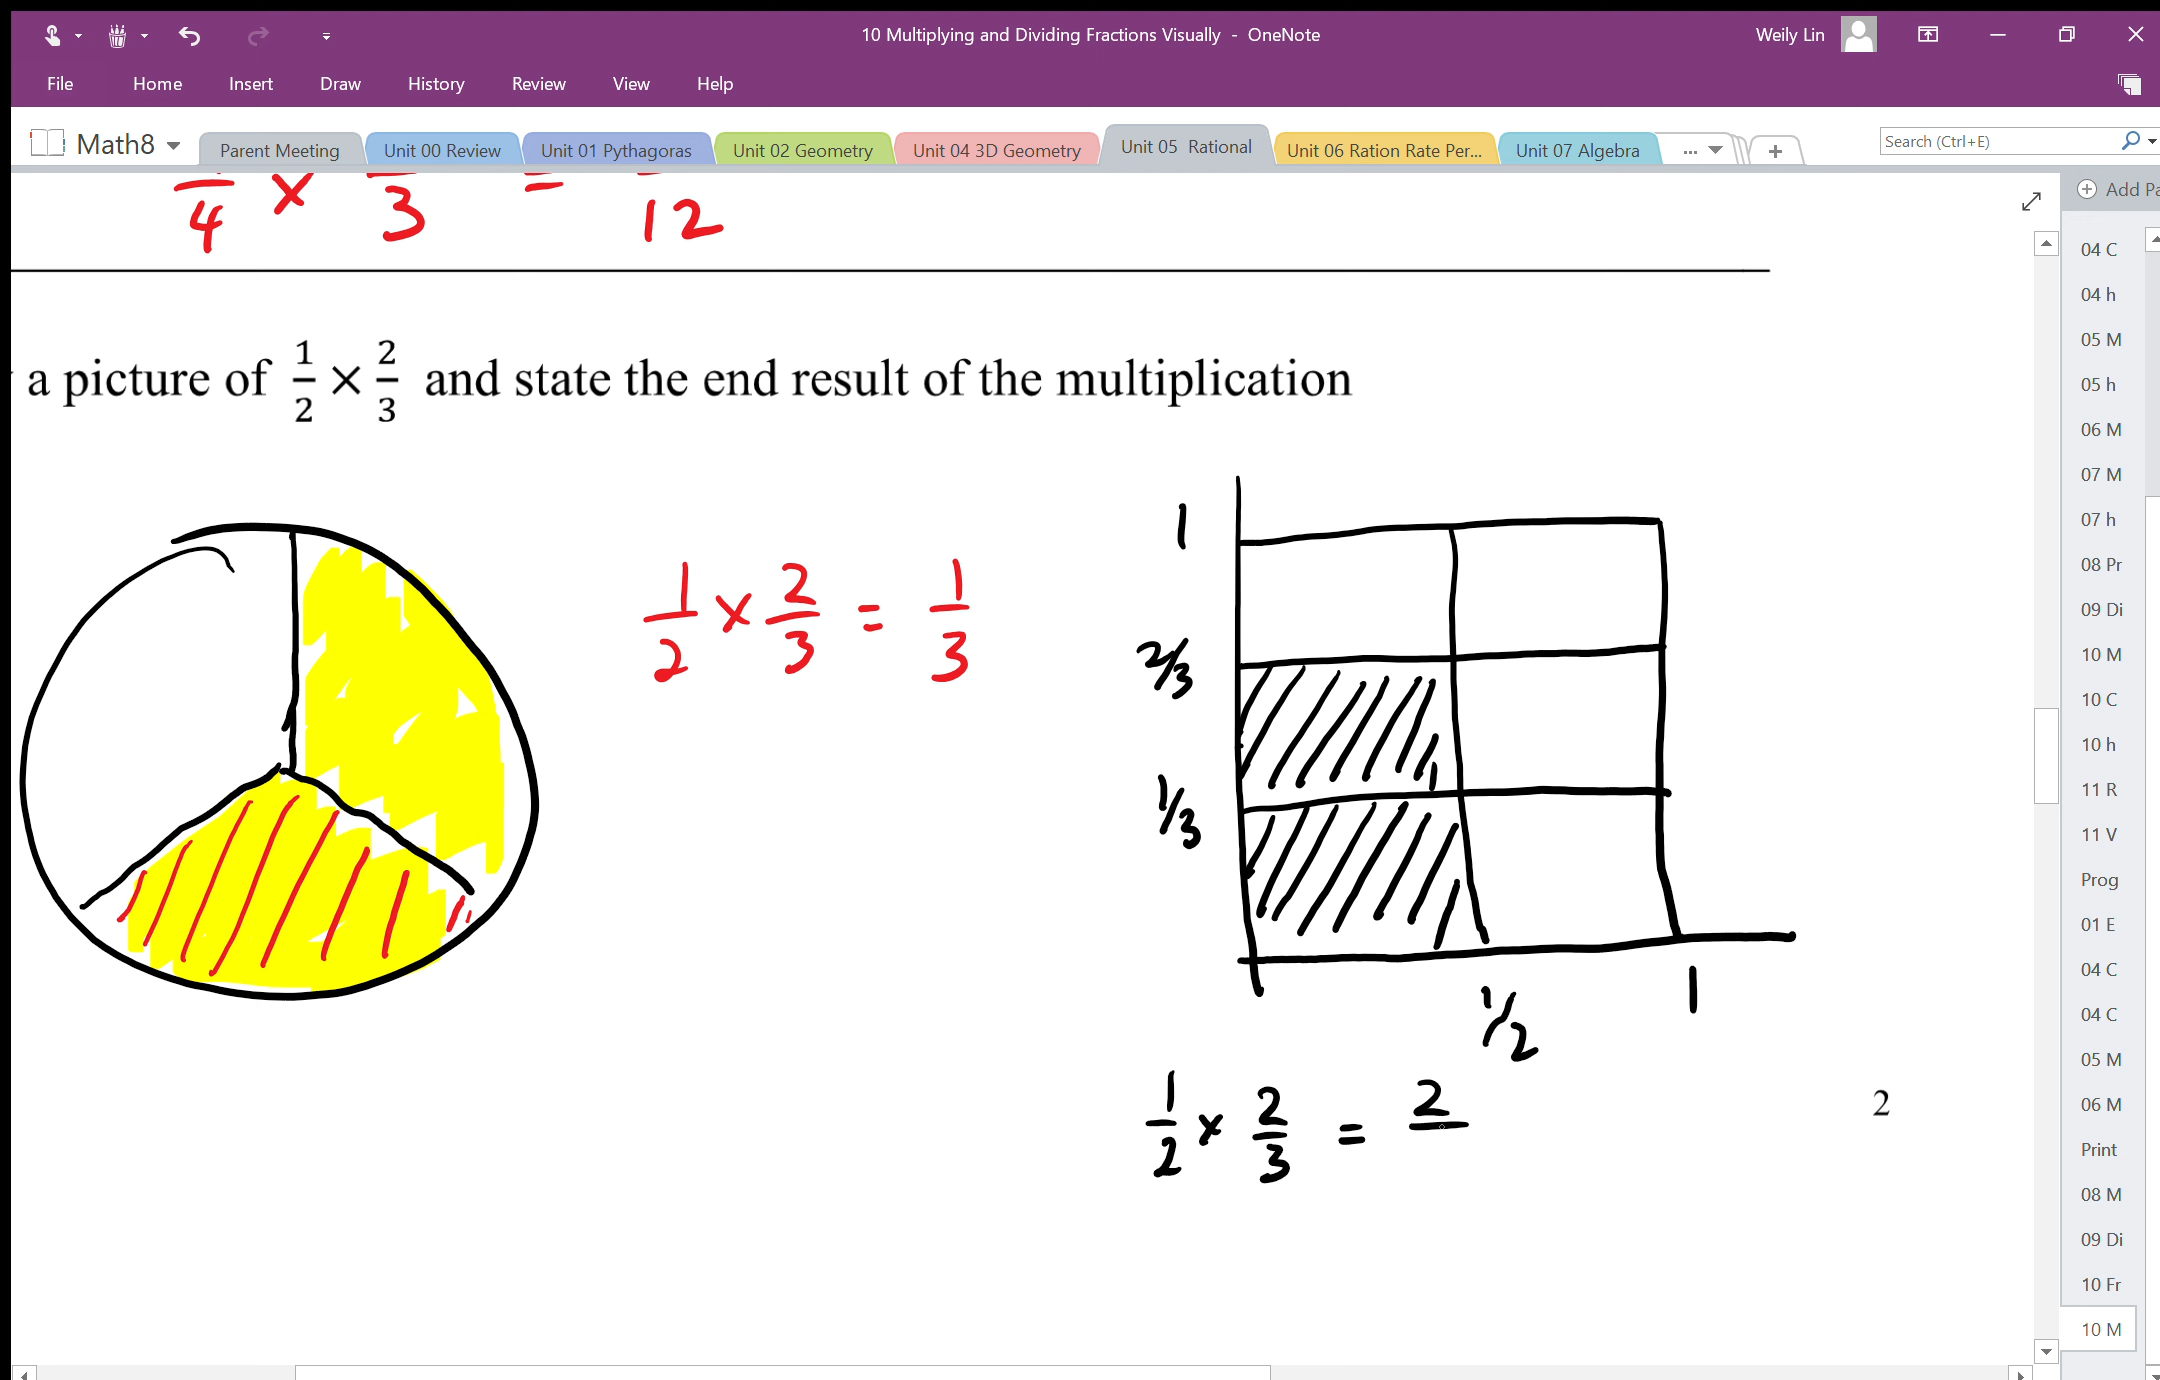 10 Multiplying and Dividing Fractions Visually - OneNote
Weily Lin
File Home Insert Draw History Review View Help
Math8 Parent Meeting Unit 00 Review Unit 01 Pythagoras Unit 02 Geometry Unit 04 3D Geometry Unit 05 Rational Unit 06 Ration Rate Per... Unit 07 Algebra ... +
Search (Ctrl+E)
4 × 3 = 12
a picture of 1/2 × 2/3 and state the end result of the multiplication
1/2 × 2/3 = 1/3
1
2/3
1/3
1/2 1
1/2 × 2/3 = 2
2
Add Pa
04 C
04 h
05 M
05 h
06 M
07 M
07 h
08 Pr
09 Di
10 M
10 C
10 h
11 R
11 V
Prog
01 E
04 C
04 C
05 M
06 M
Print
08 M
09 Di
10 Fr
10 M